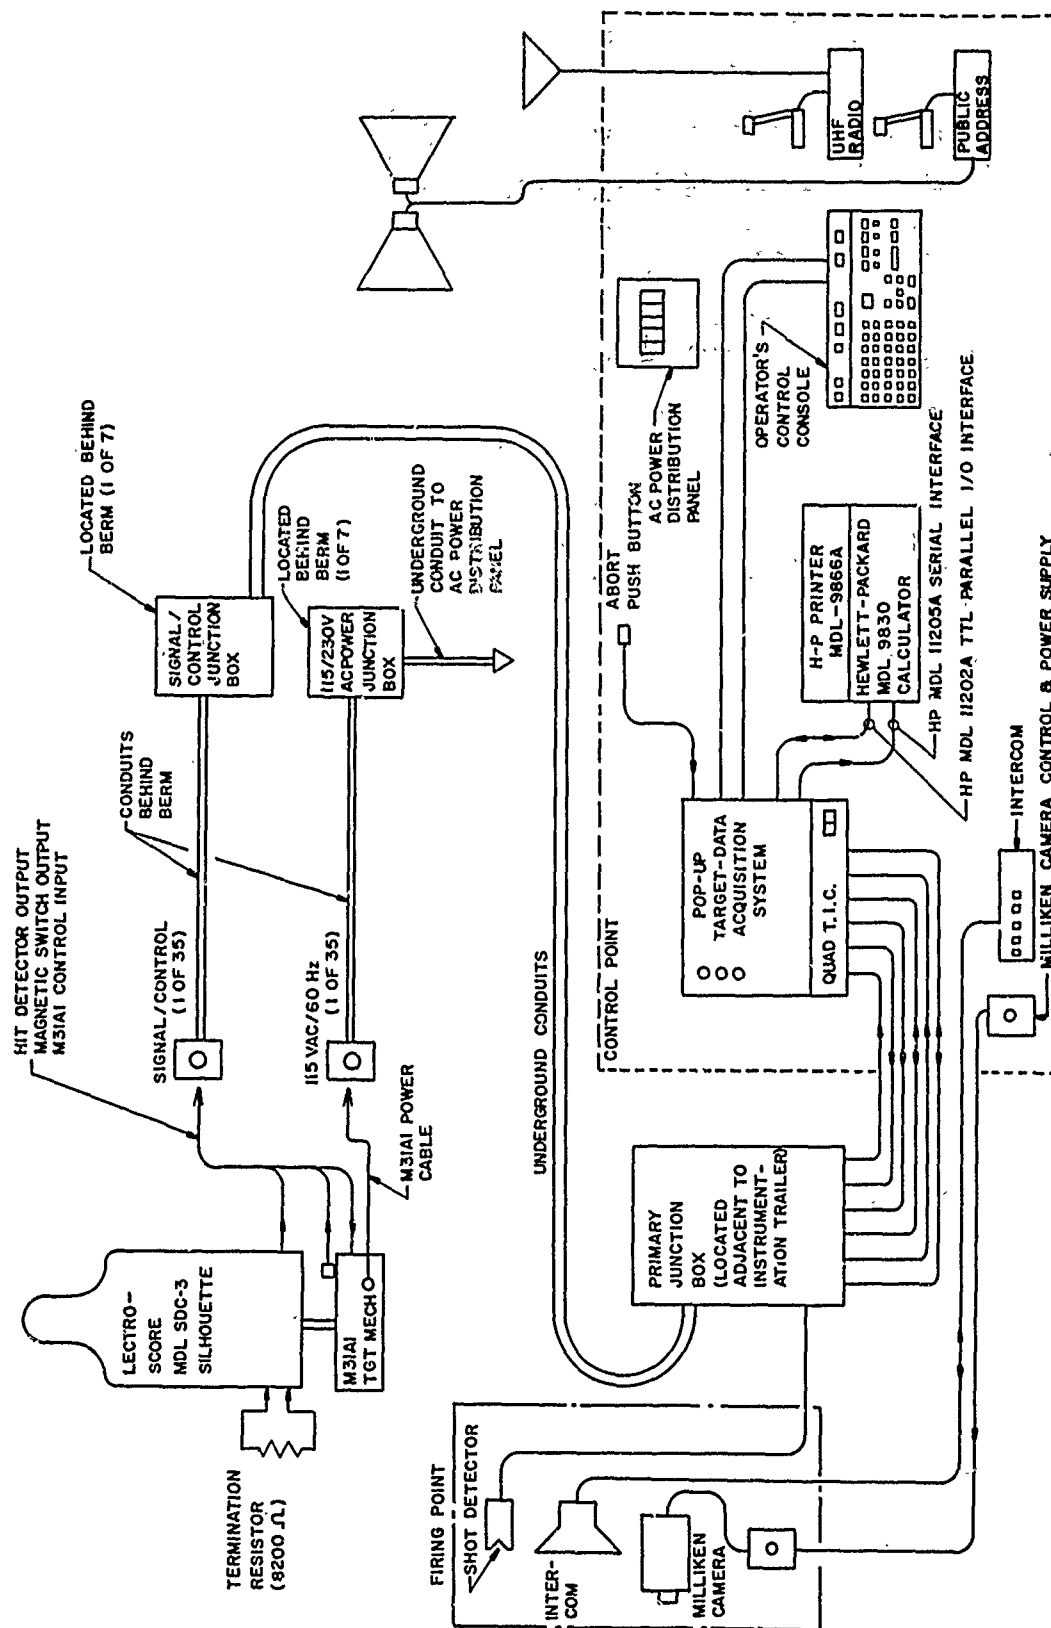 HIT DETECTOR OUTPUT
MAGNETIC SWITCH OUTPUT
M31A1 CONTROL INPUT
LECTRO-
SCORE
MDL SDC-3
SILHOUETTE
TERMINATION
RESISTOR
(8200 Ω)
M31A1
TGT MECH
M31A1 POWER
CABLE
SIGNAL/CONTROL
(1 OF 35)
115 VAC/60 Hz
(1 OF 35)
CONDUITS
BEHIND
BERM
SIGNAL/
CONTROL
JUNCTION
BOX
LOCATED BEHIND
BERM (1 OF 7)
115/230V
AC POWER
JUNCTION
BOX
LOCATED
BEHIND
BERM
(1 OF 7)
UNDERGROUND
CONDUIT TO
AC POWER
DISTRIBUTION
PANEL
UNDERGROUND CONDUITS
FIRING POINT
SHOT DETECTOR
INTER-
COM
MILLIKEN
CAMERA
PRIMARY
JUNCTION
BOX
(LOCATED
ADJACENT TO
INSTRUMENT-
ATION TRAILER)
CONTROL POINT
POP-UP
TARGET-DATA
ACQUISITION
SYSTEM
QUAD T.I.C.
ABORT
PUSH BUTTON
AC POWER
DISTRIBUTION
PANEL
OPERATOR'S
CONTROL
CONSOLE
H-P PRINTER
MDL-9866A
HEWLETT-PACKARD
MDL 9830
CALCULATOR
HP MDL 11205A SERIAL INTERFACE
HP MDL 11202A TTL-PARALLEL I/O INTERFACE
UHF
RADIO
PUBLIC
ADDRESS
INTERCOM
MILLIKEN CAMERA CONTROL & POWER SUPPLY